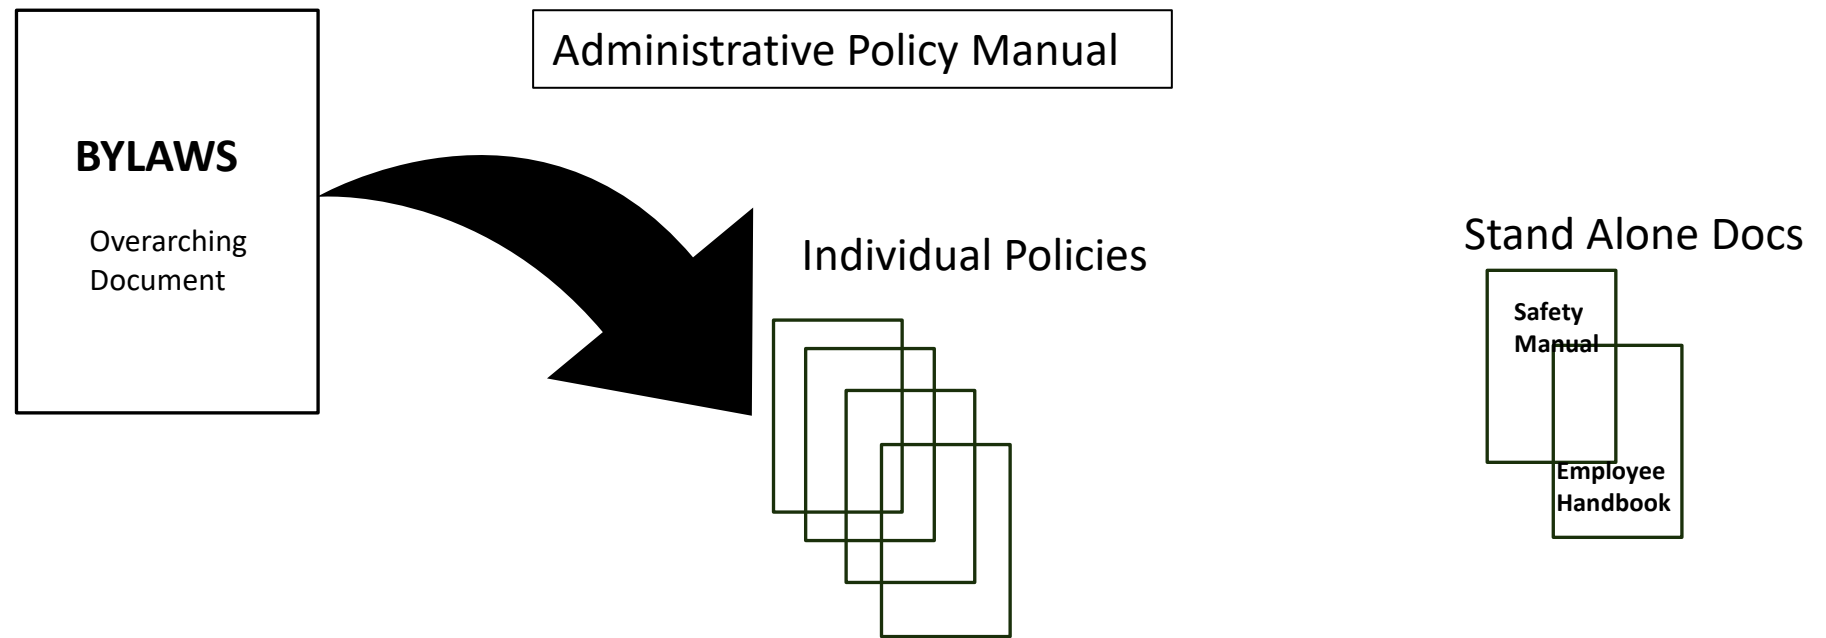 Administrative Policy Manual
BYLAWS
Overarching
Document
Individual Policies
Stand Alone Docs
Safety
Manual
Employee
Handbook